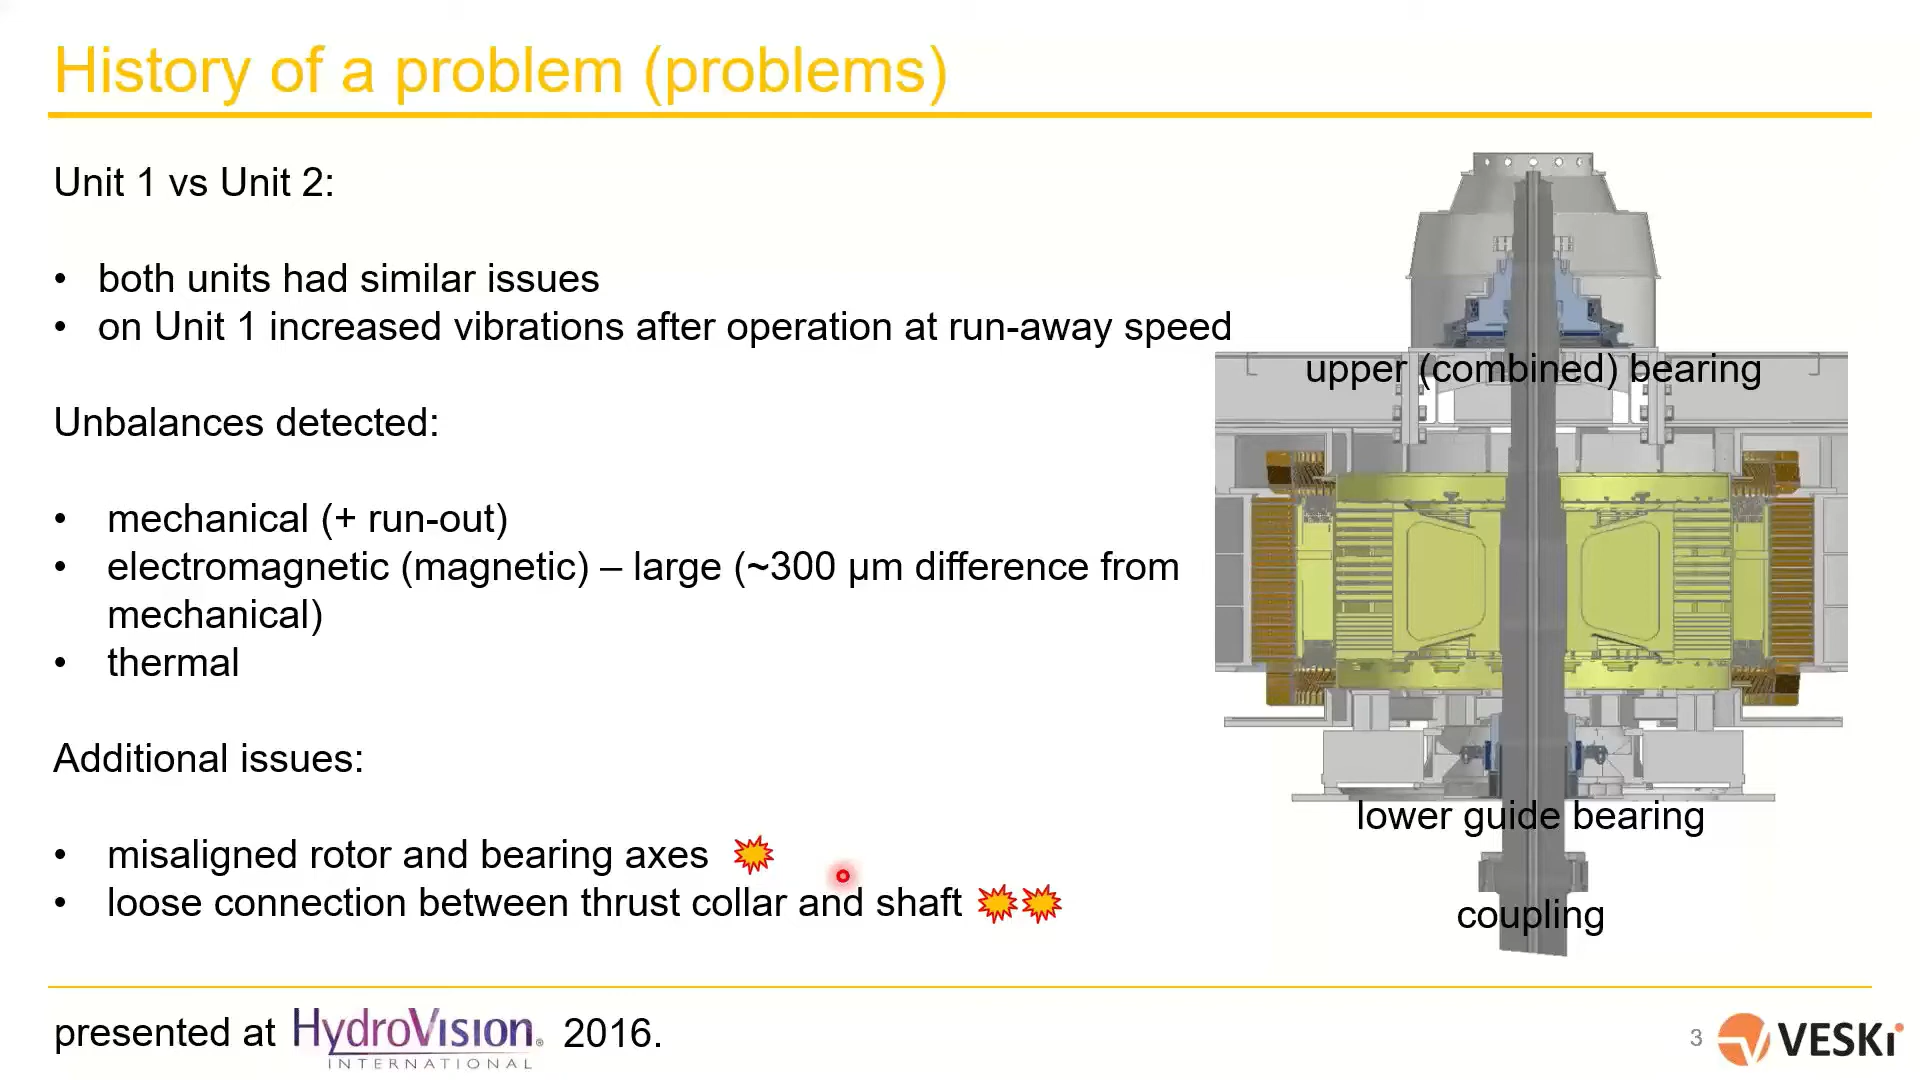 History of a problem (problems)
Unit 1 vs Unit 2:
• both units had similar issues
• on Unit 1 increased vibrations after operation at run-away speed
Unbalances detected:
• mechanical (+ run-out)
• electromagnetic (magnetic) – large (~300 µm difference from
mechanical)
• thermal
Additional issues:
• misaligned rotor and bearing axes
• loose connection between thrust collar and shaft
upper (combined) bearing
lower guide bearing
coupling
presented at HYDROVISION® 2016.
INTERNATIONAL
3 VESKi